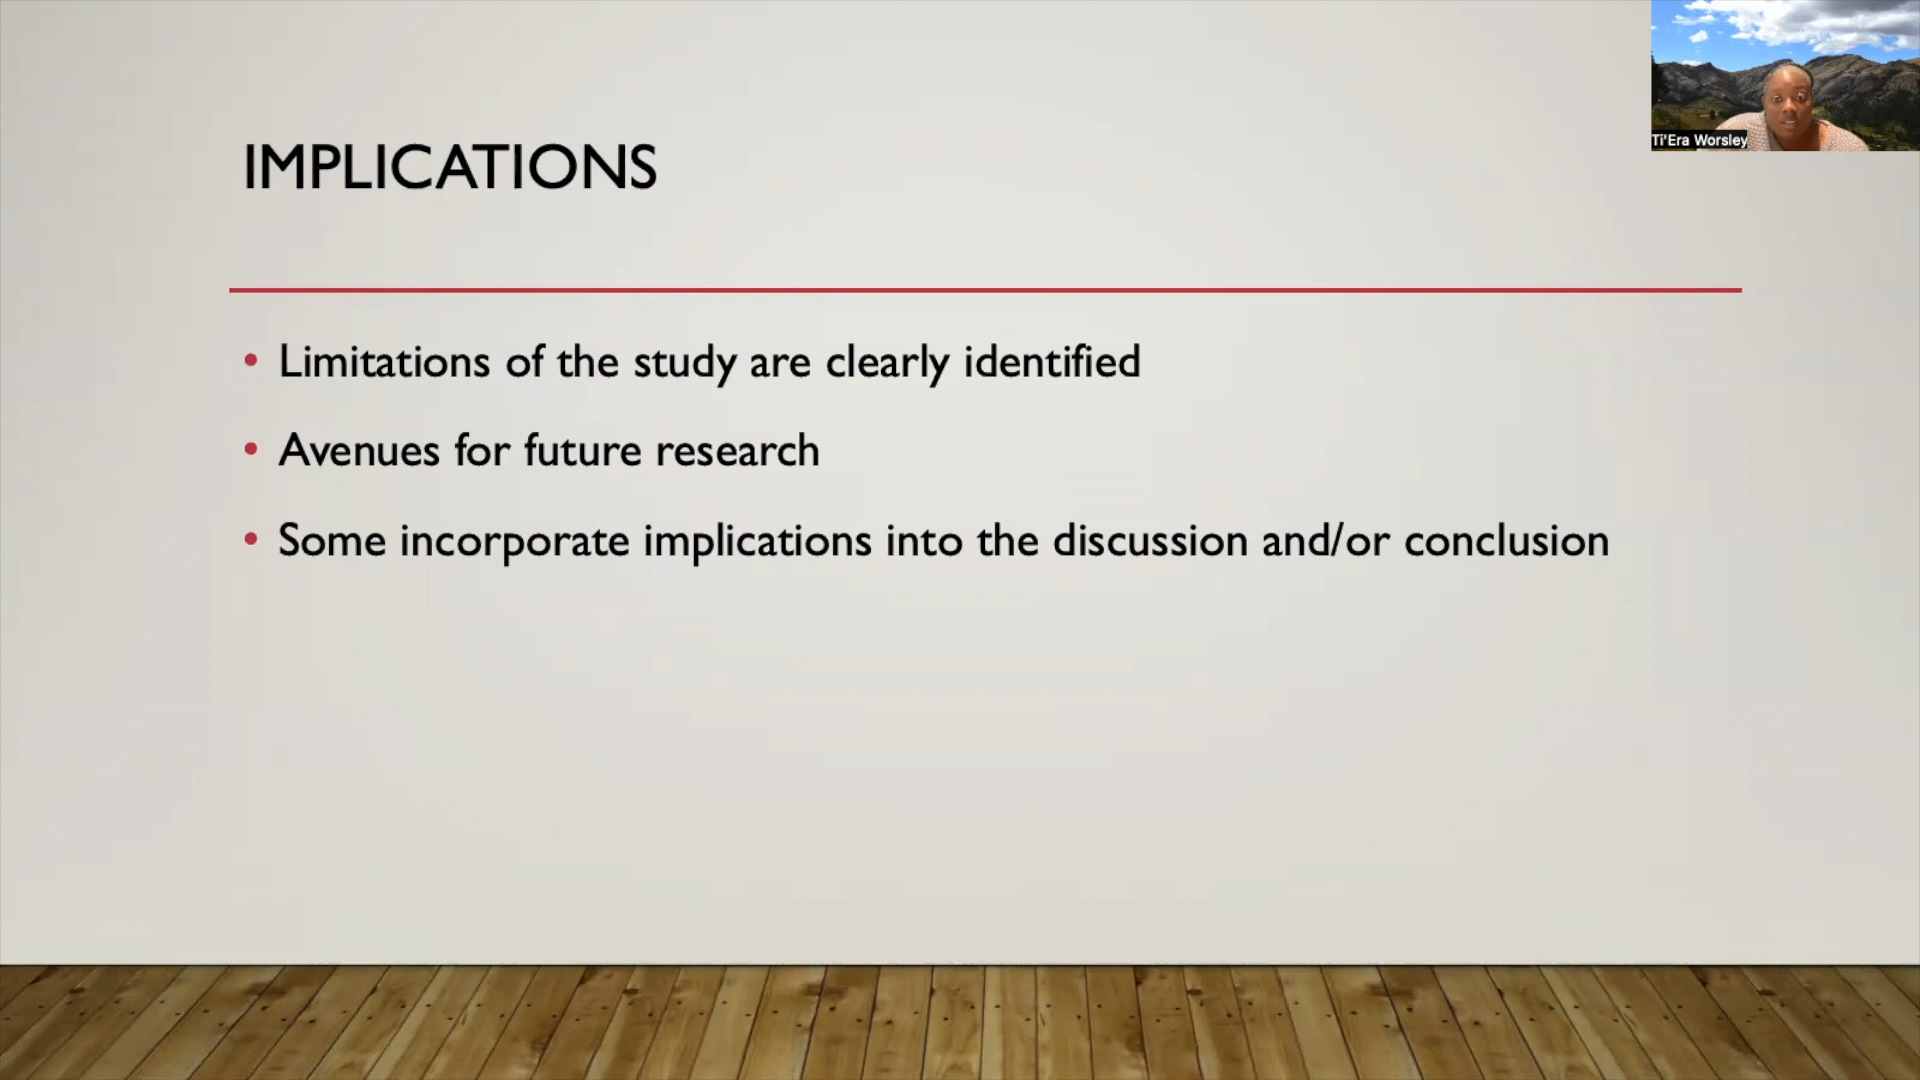 Ti'Era Worsley
IMPLICATIONS
• Limitations of the study are clearly identified
• Avenues for future research
• Some incorporate implications into the discussion and/or conclusion